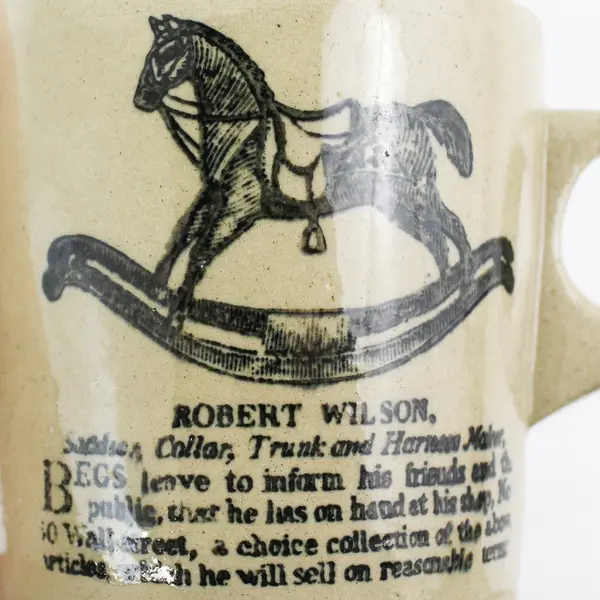 ROBERT WILSON,
Saddler, Collar, Trunk and Harness Maker,
BEGS leave to inform his friends and the
public, that he has on hand at his shop, No
50 Wall street, a choice collection of the above
articles, which he will sell on reasonable terms